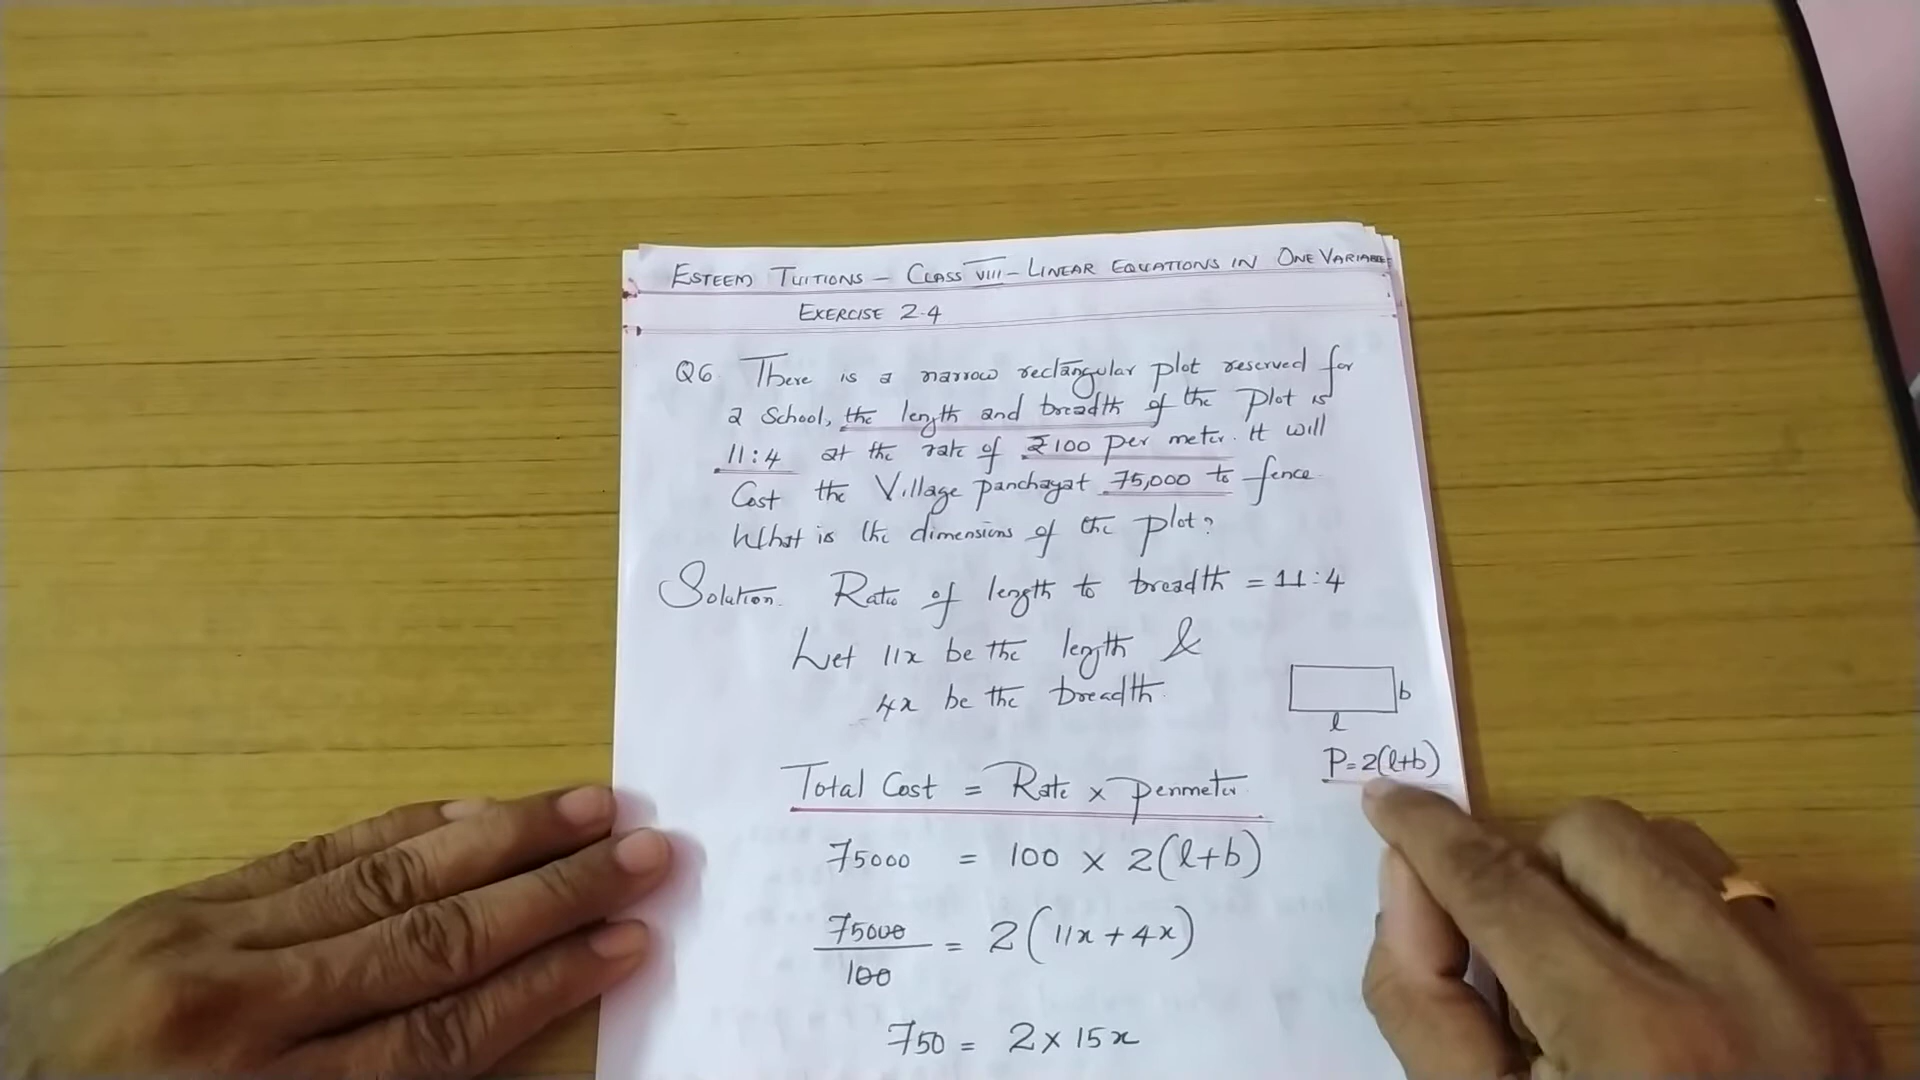 ESTEEM TUITIONS - CLASS VIII - LINEAR EQUATIONS IN ONE VARIABLE
EXERCISE 2.4
Q6. There is a narrow rectangular plot reserved for
a School, the length and breadth of the plot is
11:4 at the rate of ₹100 per meter. It will
Cost the Village panchayat 75,000 to fence
What is the dimensions of the plot?
Solution. Ratio of length to breadth = 11:4
Let 11x be the length &
4x be the breadth.
b
l
P=2(l+b)
Total Cost = Rate x perimeter
75000 = 100 x 2(l+b)
75000/100 = 2(11x+4x)
750 = 2 x 15x